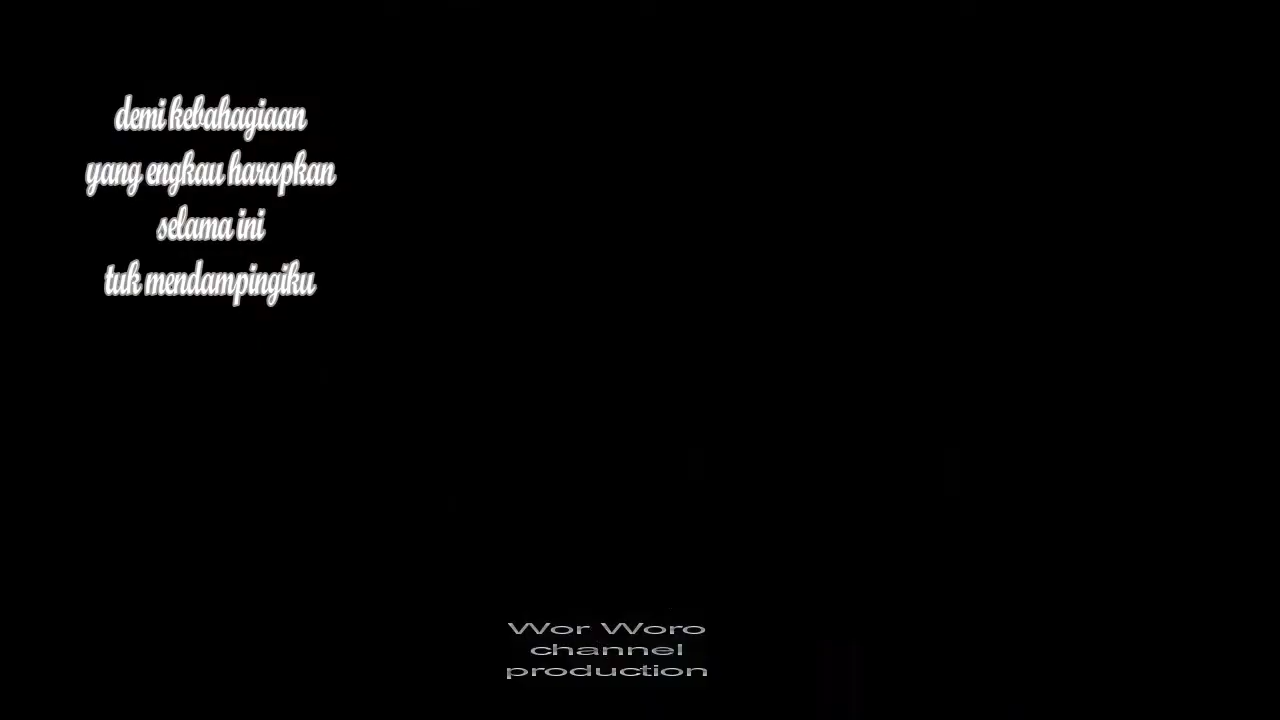 demi kebahagiaan
yang engkau harapkan
selama ini
tuk mendampingiku
Wor Woro
channel
production